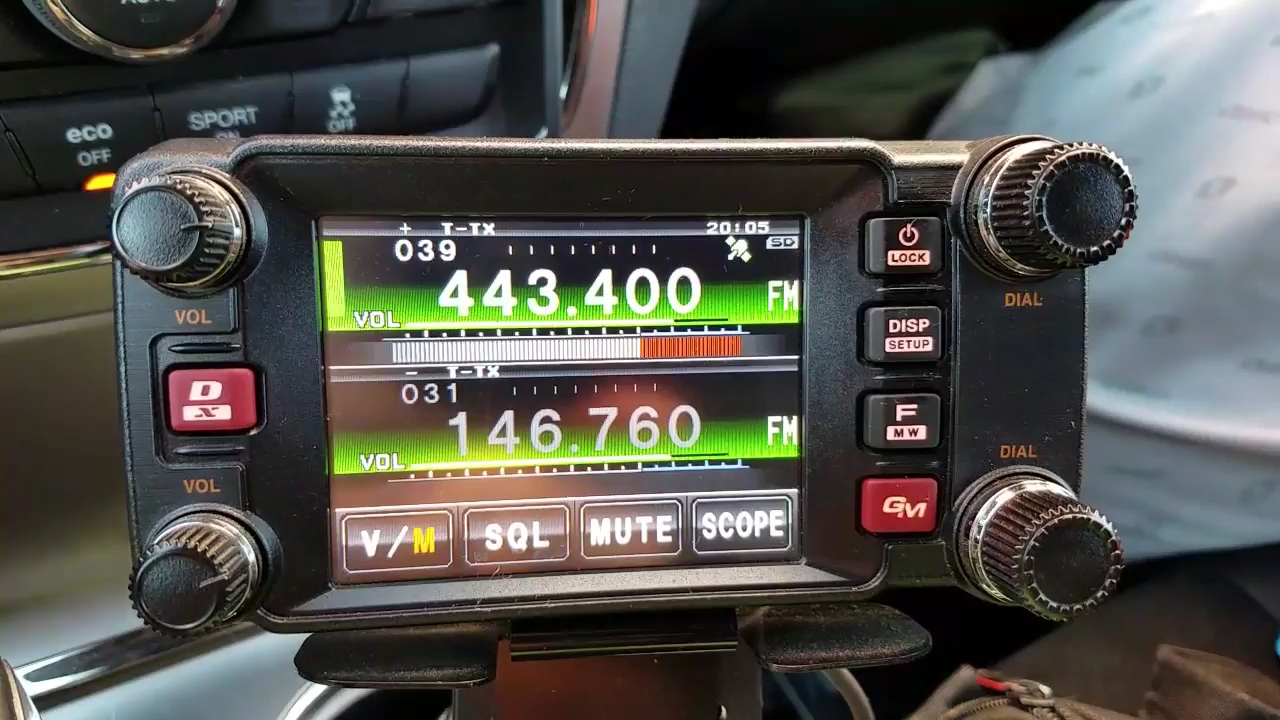 AUTO
eco
OFF
SPORT
ON
OFF
VOL
D
X
VOL
+ T-TX 20:05
039 SD
443.400 FM
VOL
- T-TX
031
146.760 FM
VOL
V/M SQL MUTE SCOPE
LOCK
DISP
SETUP
F
MW
GM
DIAL
DIAL